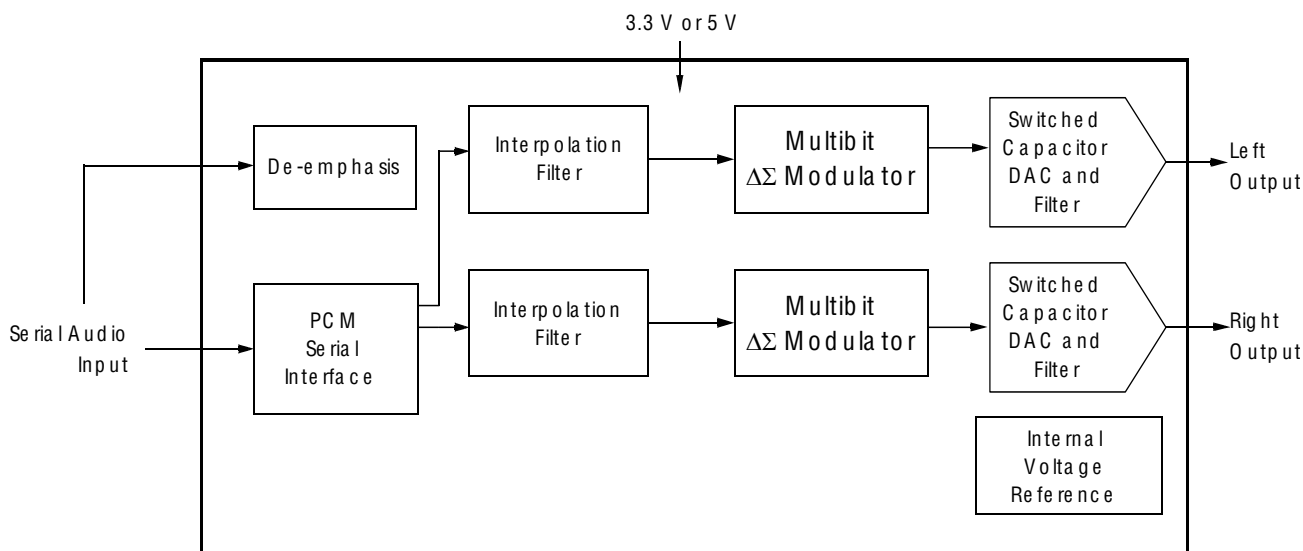 3.3 V or 5 V
De-emphasis
Interpolation
Filter
Multibit
ΔΣ Modulator
Switched
Capacitor
DAC and
Filter
Left
Output
Serial Audio
Input
PCM
Serial
Interface
Interpolation
Filter
Multibit
ΔΣ Modulator
Switched
Capacitor
DAC and
Filter
Right
Output
Internal
Voltage
Reference